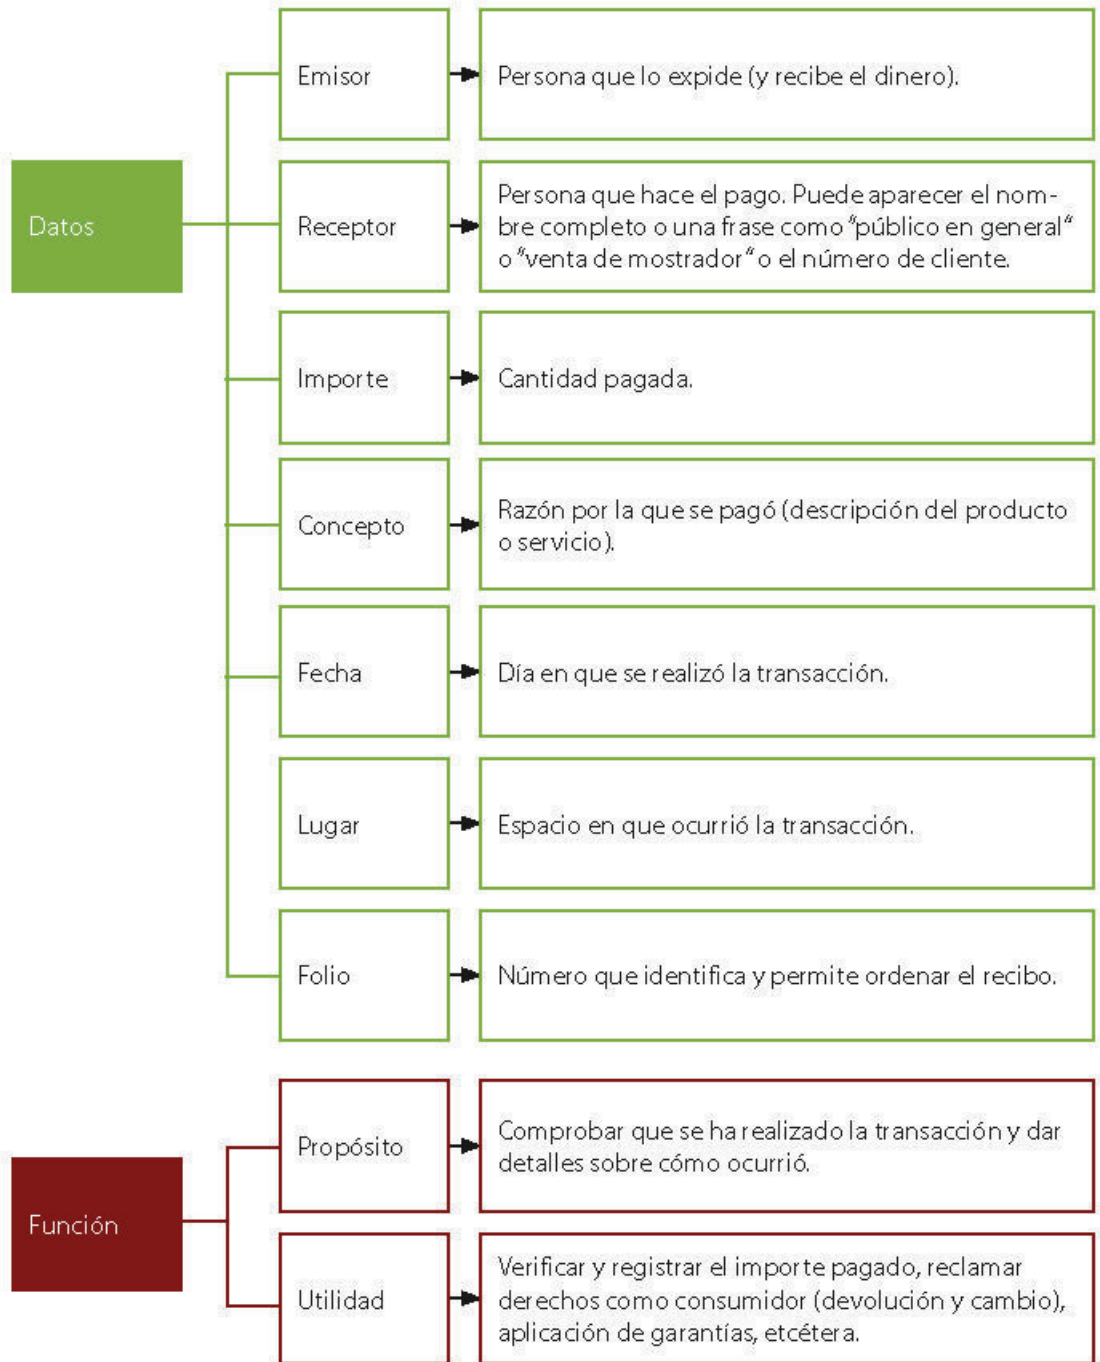 Datos
Emisor
Persona que lo expide (y recibe el dinero).
Receptor
Persona que hace el pago. Puede aparecer el nom-
bre completo o una frase como “público en general“
o “venta de mostrador“ o el número de cliente.
Importe
Cantidad pagada.
Concepto
Razón por la que se pagó (descripción del producto
o servicio).
Fecha
Día en que se realizó la transacción.
Lugar
Espacio en que ocurrió la transacción.
Folio
Número que identifica y permite ordenar el recibo.
Función
Propósito
Comprobar que se ha realizado la transacción y dar
detalles sobre cómo ocurrió.
Utilidad
Verificar y registrar el importe pagado, reclamar
derechos como consumidor (devolución y cambio),
aplicación de garantías, etcétera.